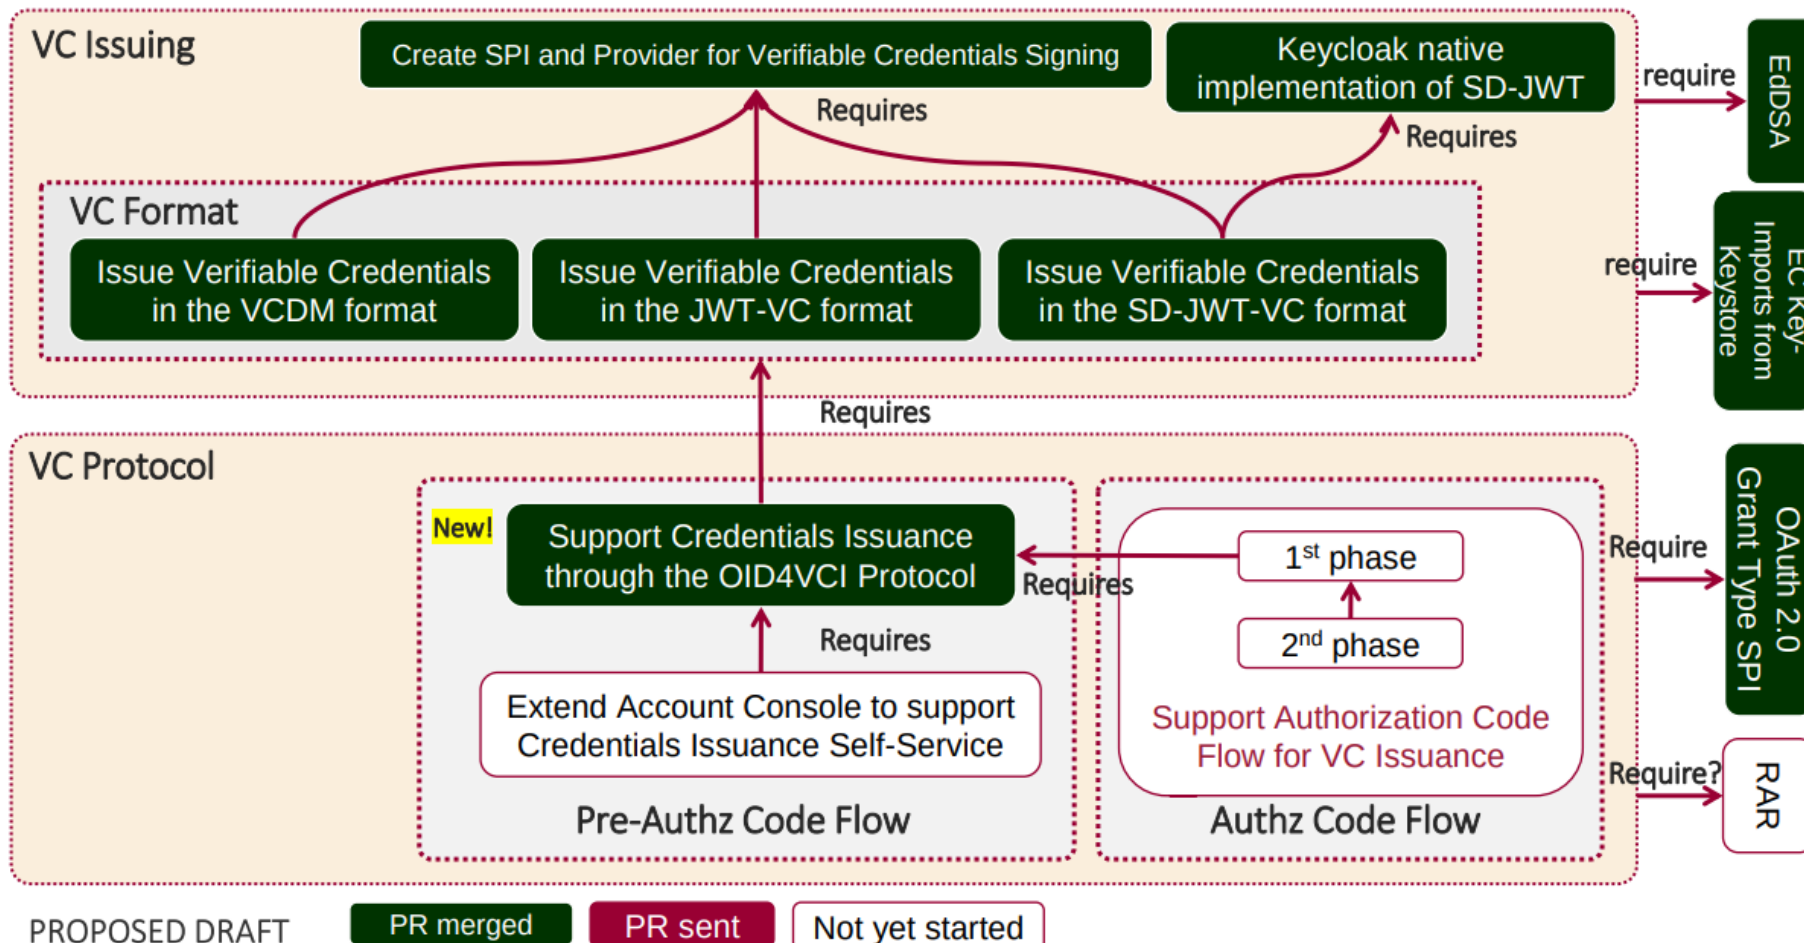 VC Issuing
Create SPI and Provider for Verifiable Credentials Signing
Keycloak native
implementation of SD-JWT
require
EdDSA
Requires
Requires
VC Format
Issue Verifiable Credentials
in the VCDM format
Issue Verifiable Credentials
in the JWT-VC format
Issue Verifiable Credentials
in the SD-JWT-VC format
require
EC Key-
Imports from
Keystore
Requires
VC Protocol
New!
Support Credentials Issuance
through the OID4VCI Protocol
Requires
1st phase
2nd phase
Support Authorization Code
Flow for VC Issuance
Requires
Extend Account Console to support
Credentials Issuance Self-Service
Pre-Authz Code Flow
Authz Code Flow
Require
OAuth 2.0
Grant Type SPI
Require?
RAR
PROPOSED DRAFT
PR merged
PR sent
Not yet started